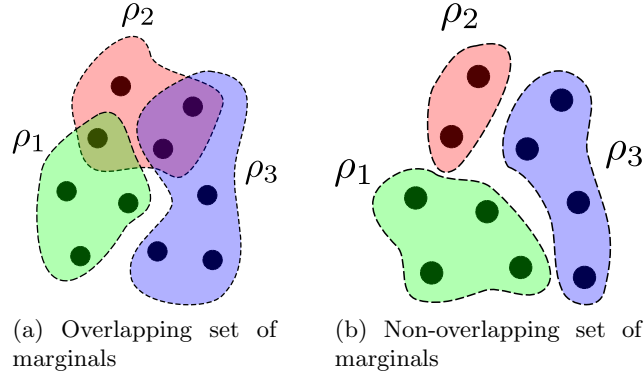 ρ₂
ρ₂
ρ₁
ρ₃
ρ₁
ρ₃
(a) Overlapping set of
marginals
(b) Non-overlapping set of
marginals